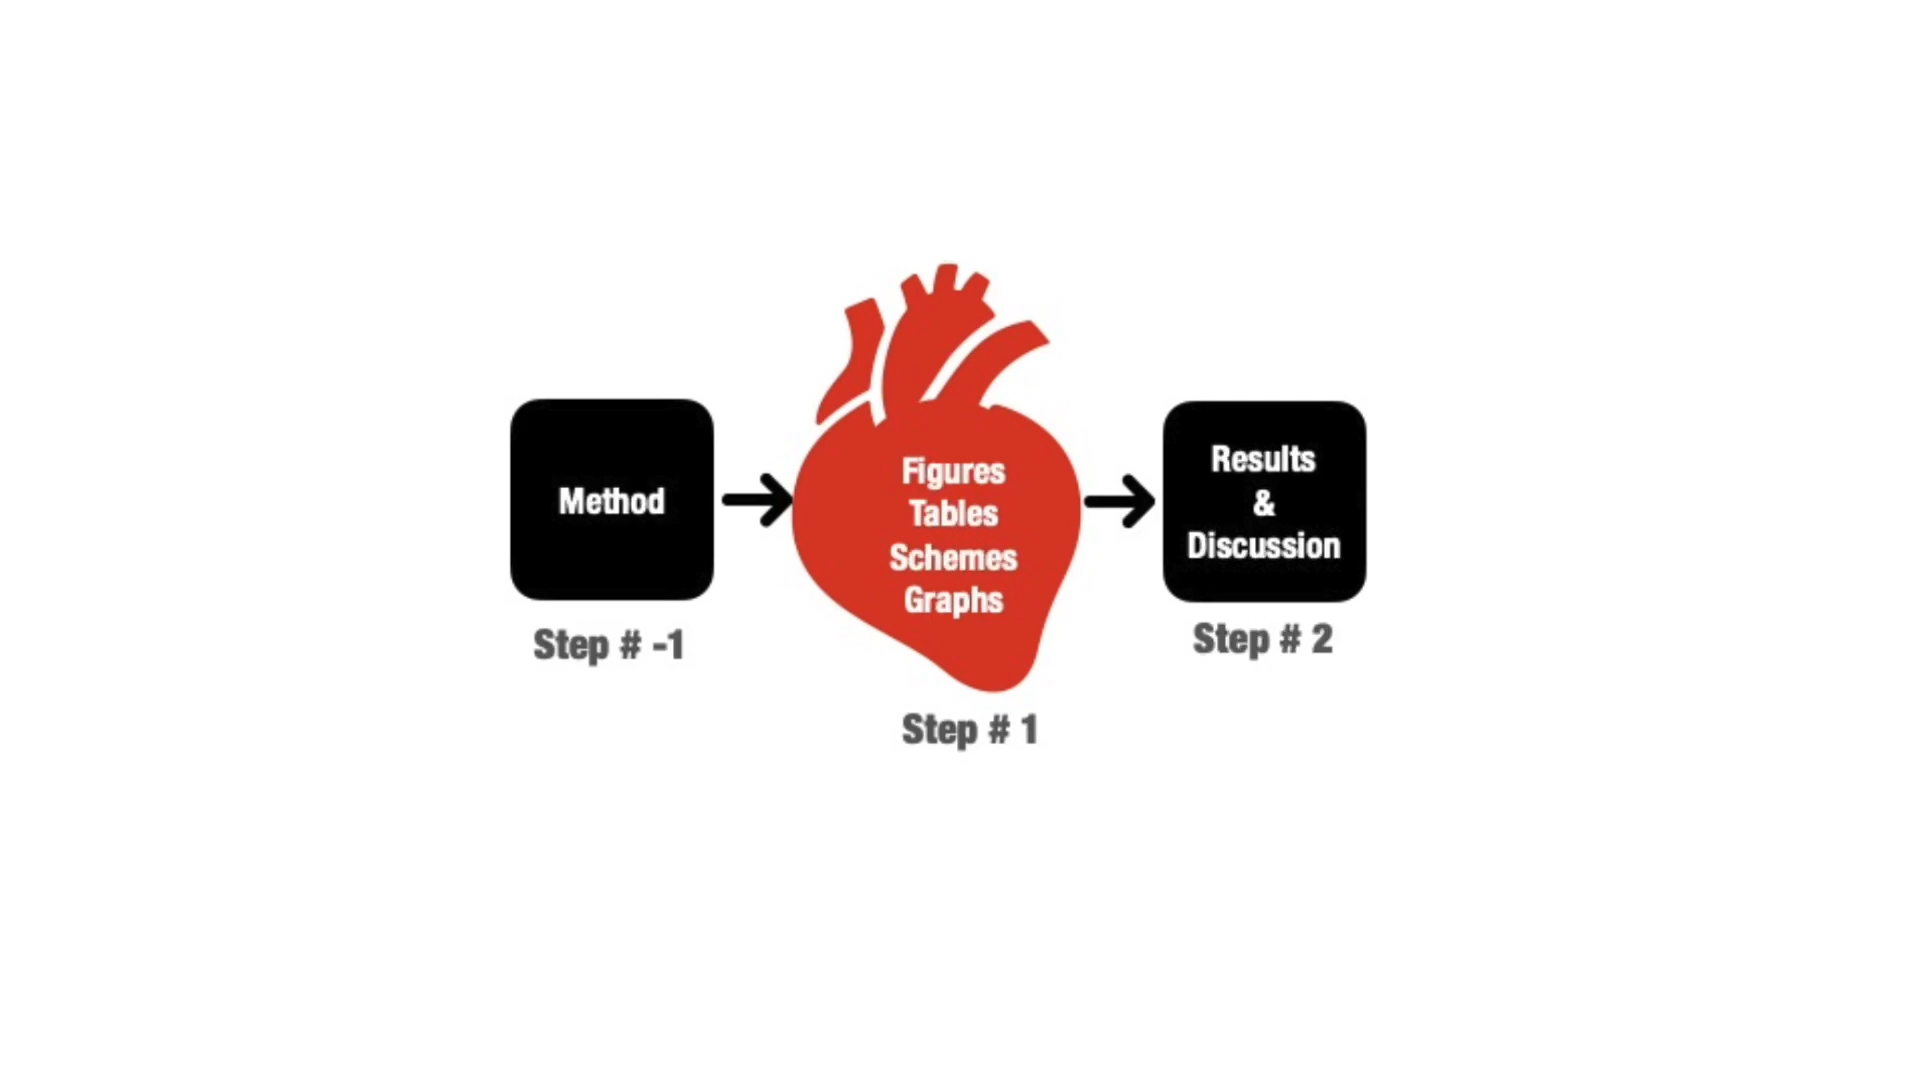 Method
Step # -1
Figures
Tables
Schemes
Graphs
Step # 1
Results
&
Discussion
Step # 2